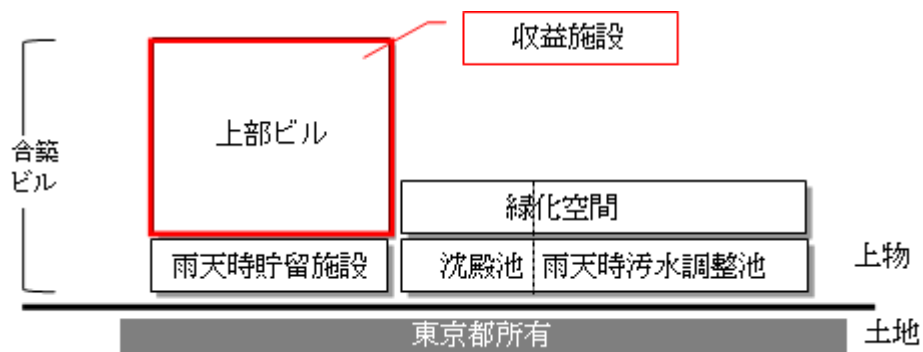 収益施設
上部ビル
合築
ビル
緑化空間
雨天時貯留施設
沈殿池
雨天時汚水調整池
上物
東京都所有
土地